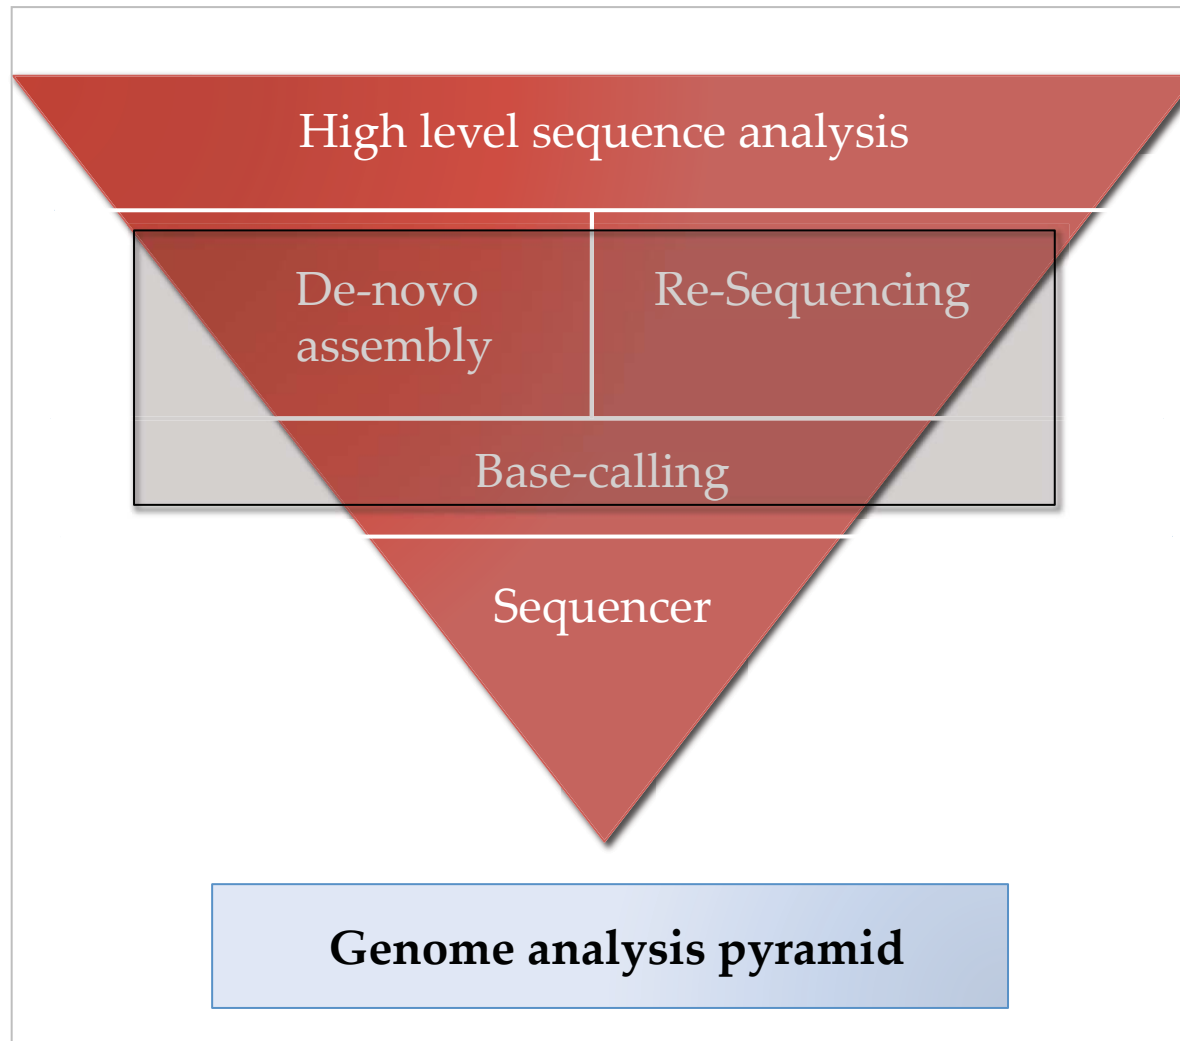 High level sequence analysis
De-novo
assembly
Re-Sequencing
Base-calling
Sequencer
Genome analysis pyramid